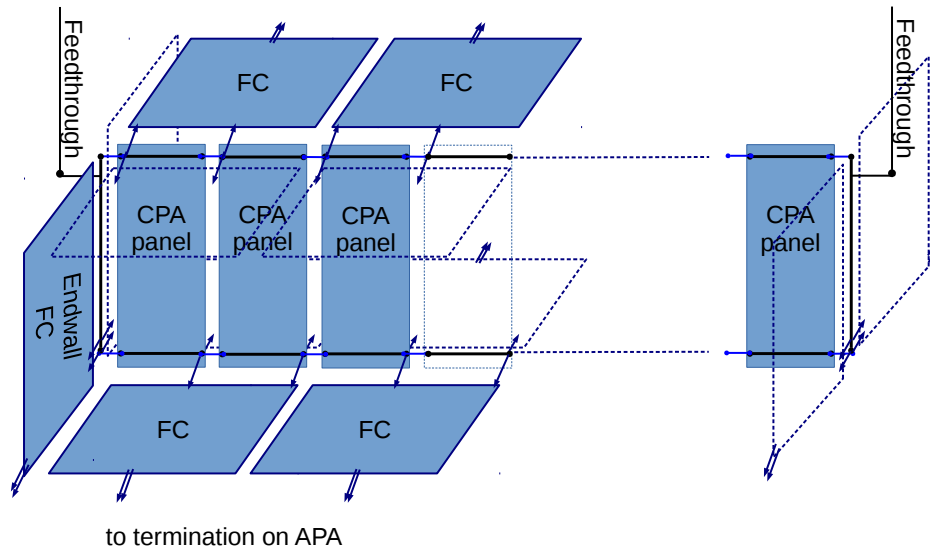 Feedthrough
Feedthrough
FC
FC
CPA
panel
CPA
panel
CPA
panel
CPA
panel
Endwall
FC
FC
FC
to termination on APA